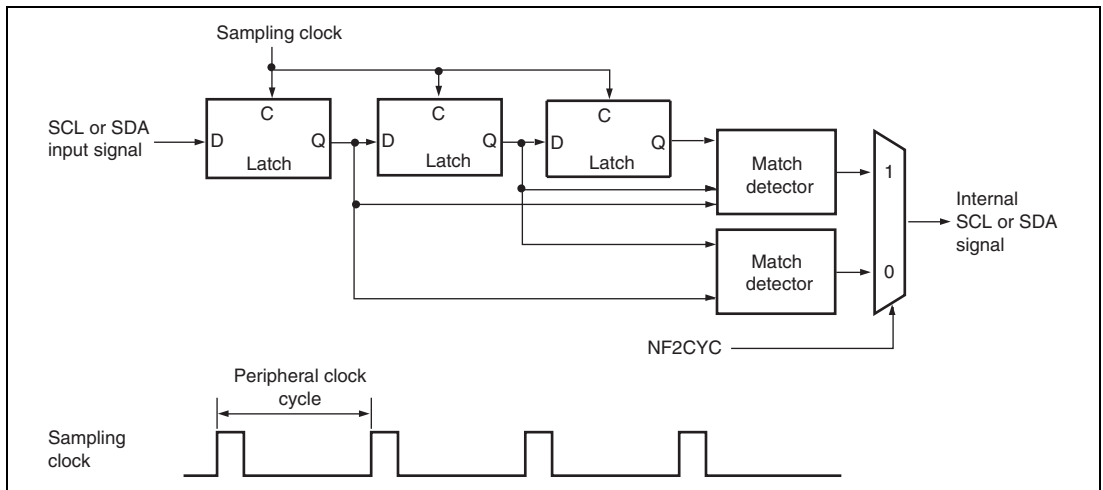 Sampling clock
SCL or SDA
input signal
C
D
Q
Latch
C
D
Q
Latch
C
D
Q
Latch
Match
detector
Match
detector
1
0
Internal
SCL or SDA
signal
NF2CYC
Peripheral clock
cycle
Sampling
clock